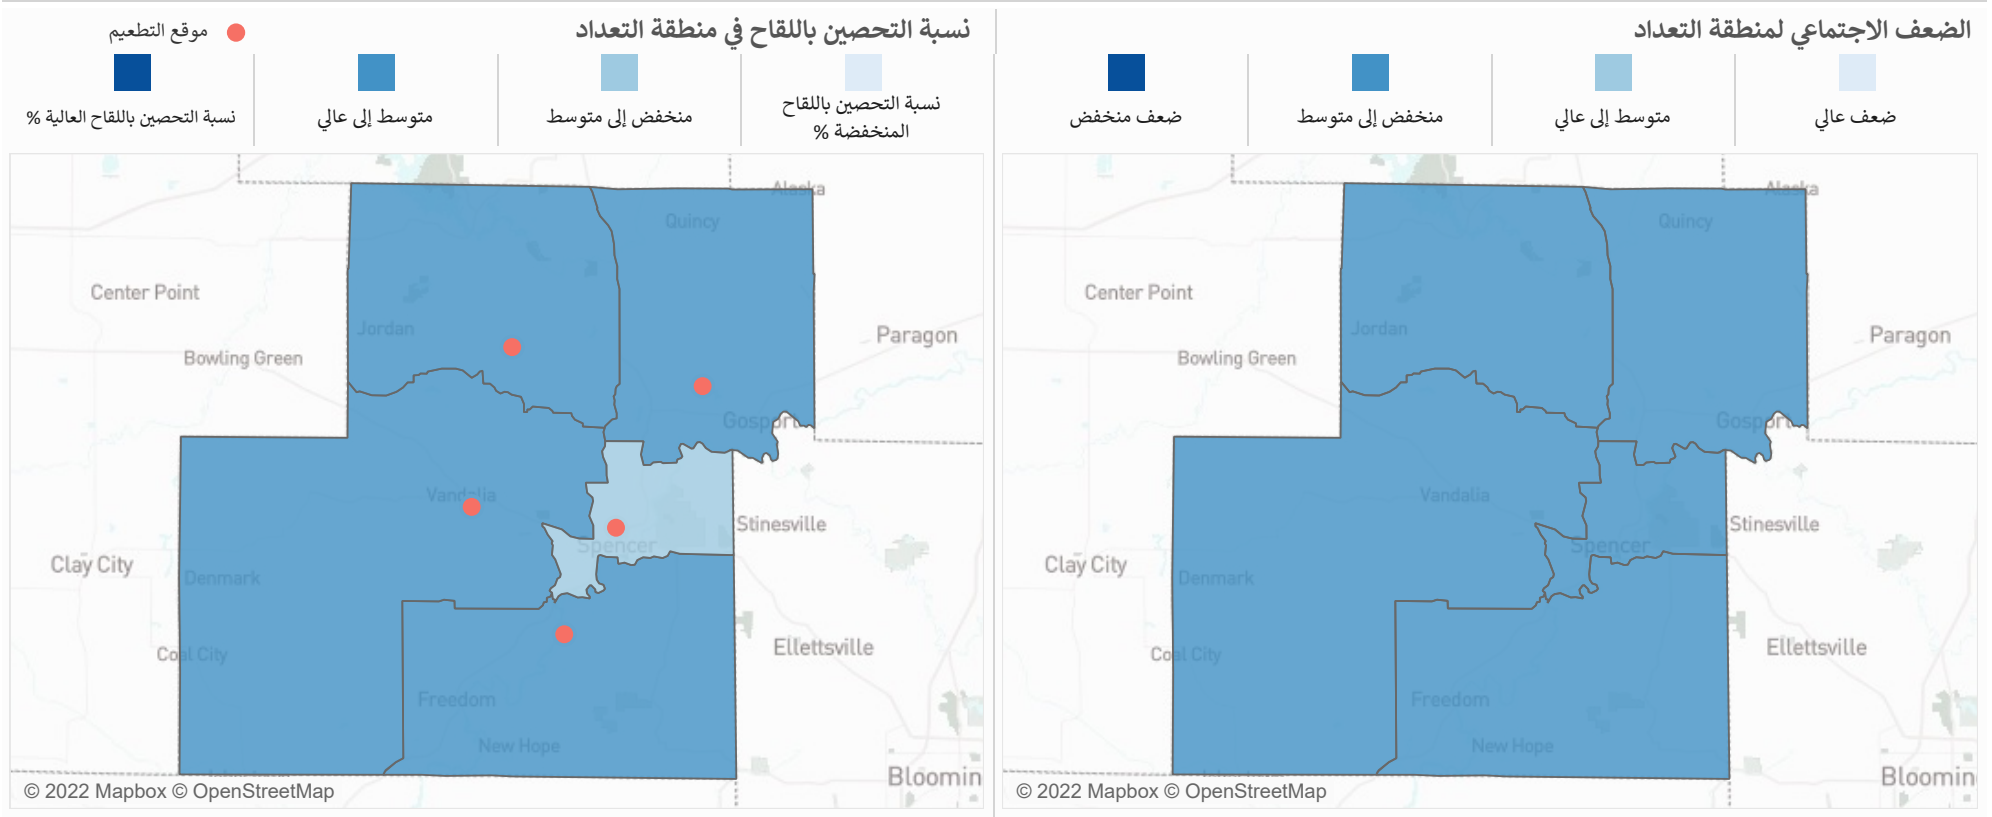 الضعف الاجتماعي لمنطقة التعداد
ضعف عالي
متوسط إلى عالي
منخفض إلى متوسط
ضعف منخفض
Alaska
Quincy
Center Point
Jordan
Paragon
Bowling Green
Gosport
Vandalia
Stinesville
Spencer
Clay City
Denmark
Ellettsville
Coal City
Freedom
New Hope
Bloomin
© 2022 Mapbox © OpenStreetMap
نسبة التحصين باللقاح في منطقة التعداد
موقع التطعيم
نسبة التحصين باللقاح
المنخفضة %
منخفض إلى متوسط
متوسط إلى عالي
نسبة التحصين باللقاح العالية %
Alaska
Quincy
Center Point
Jordan
Paragon
Bowling Green
Gosport
Vandalia
Stinesville
Spencer
Clay City
Denmark
Ellettsville
Coal City
Freedom
New Hope
Bloomin
© 2022 Mapbox © OpenStreetMap